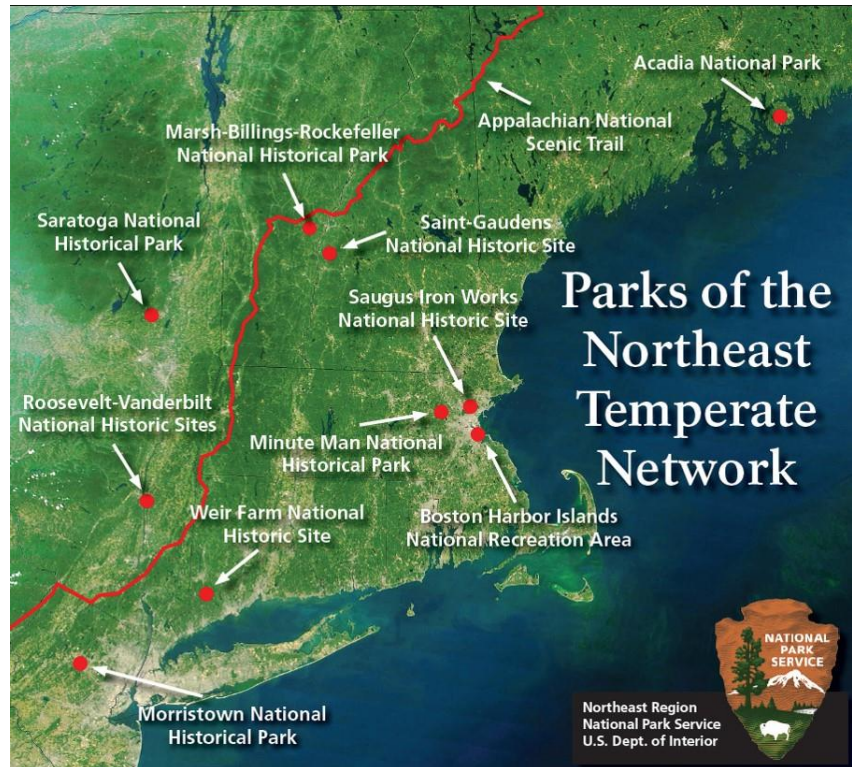 Acadia National Park
Appalachian National
Scenic Trail
Marsh-Billings-Rockefeller
National Historical Park
Saratoga National
Historical Park
Saint-Gaudens
National Historic Site
Saugus Iron Works
National Historic Site
Parks of the
Northeast
Temperate
Network
Roosevelt-Vanderbilt
National Historic Sites
Minute Man National
Historical Park
Weir Farm National
Historic Site
Boston Harbor Islands
National Recreation Area
Morristown National
Historical Park
NATIONAL
PARK
SERVICE
Northeast Region
National Park Service
U.S. Dept. of Interior